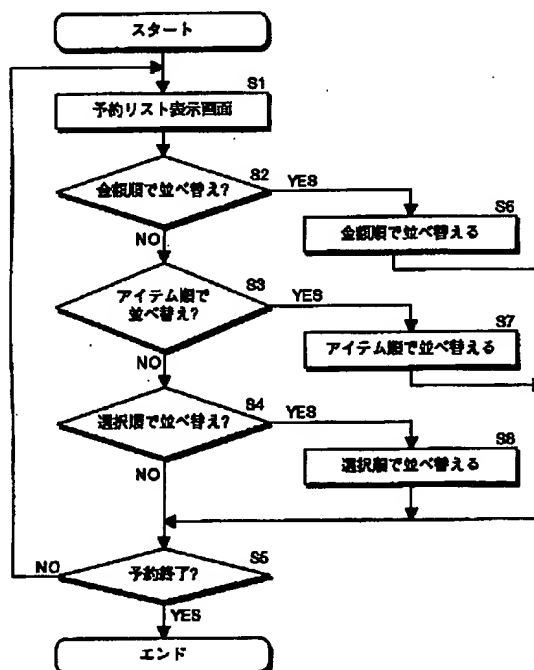 スタート
S1
予約リスト表示画面
S2
金額順で並べ替え?
YES
NO
S6
金額順で並べ替える
S3
アイテム順で
並べ替え?
YES
NO
S7
アイテム順で並べ替える
S4
選択順で並べ替え?
YES
NO
S8
選択順で並べ替える
S5
予約終了?
NO
YES
エンド